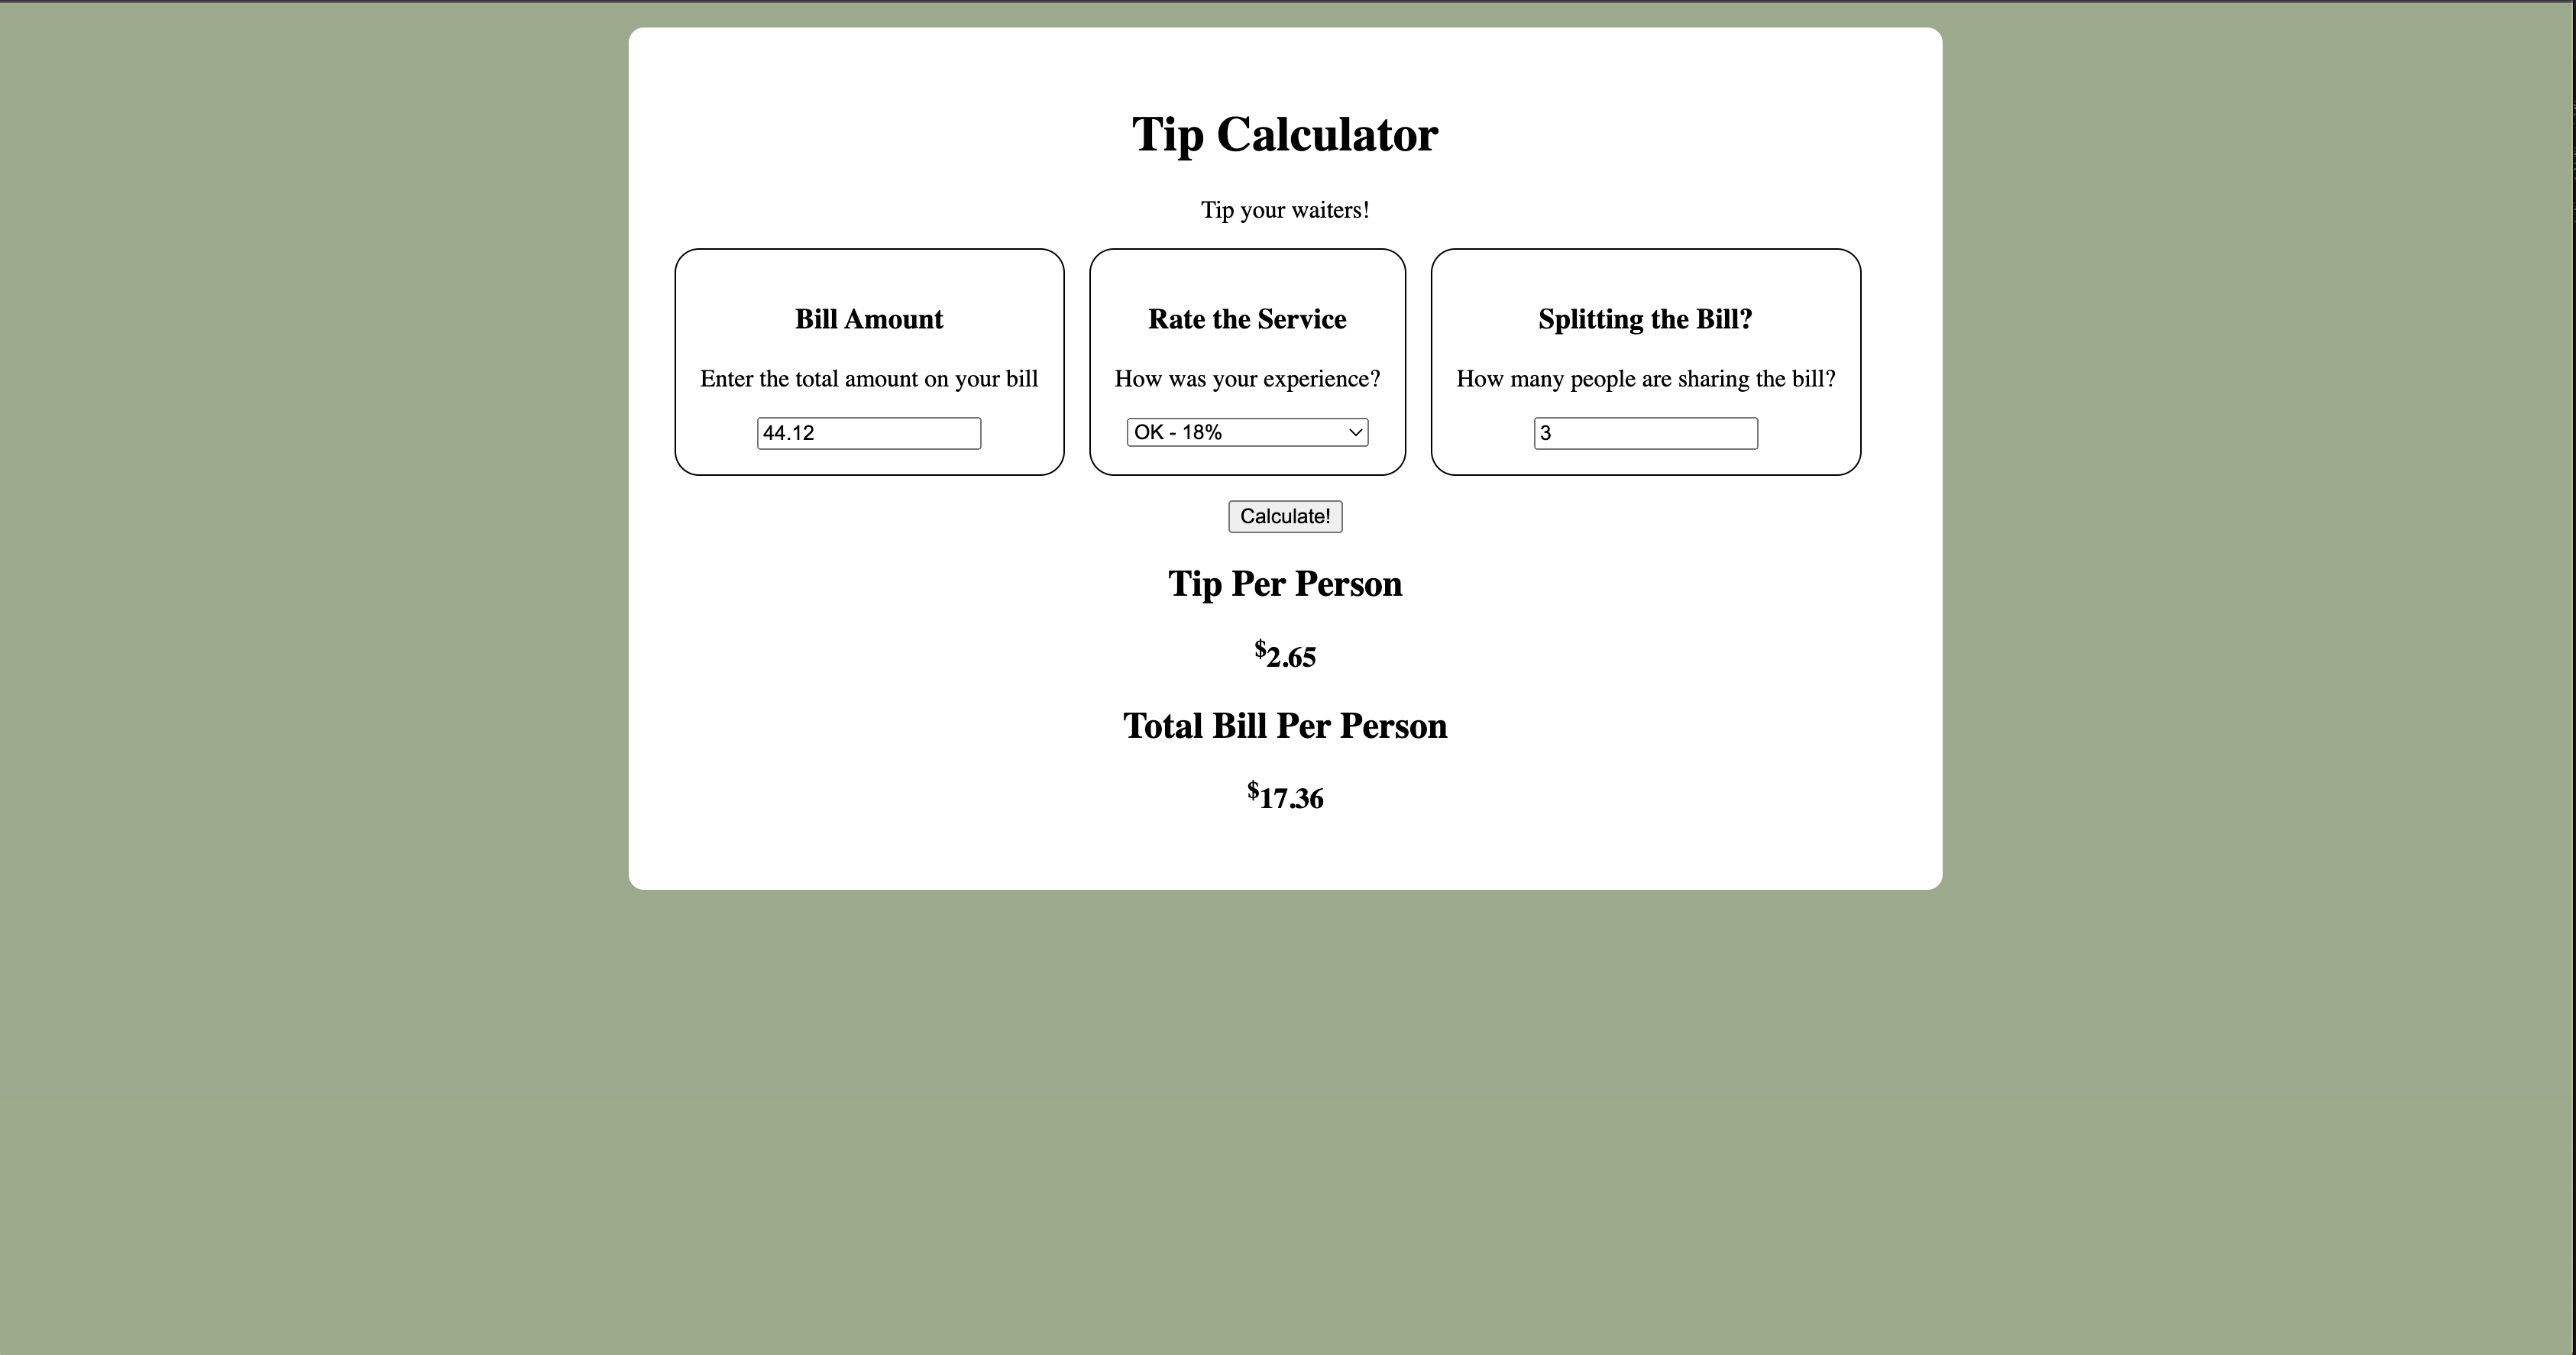 Tip Calculator
Tip your waiters!
Bill Amount
Enter the total amount on your bill
44.12
Rate the Service
How was your experience?
OK - 18%
Splitting the Bill?
How many people are sharing the bill?
3
Calculate!
Tip Per Person
$2.65
Total Bill Per Person
$17.36